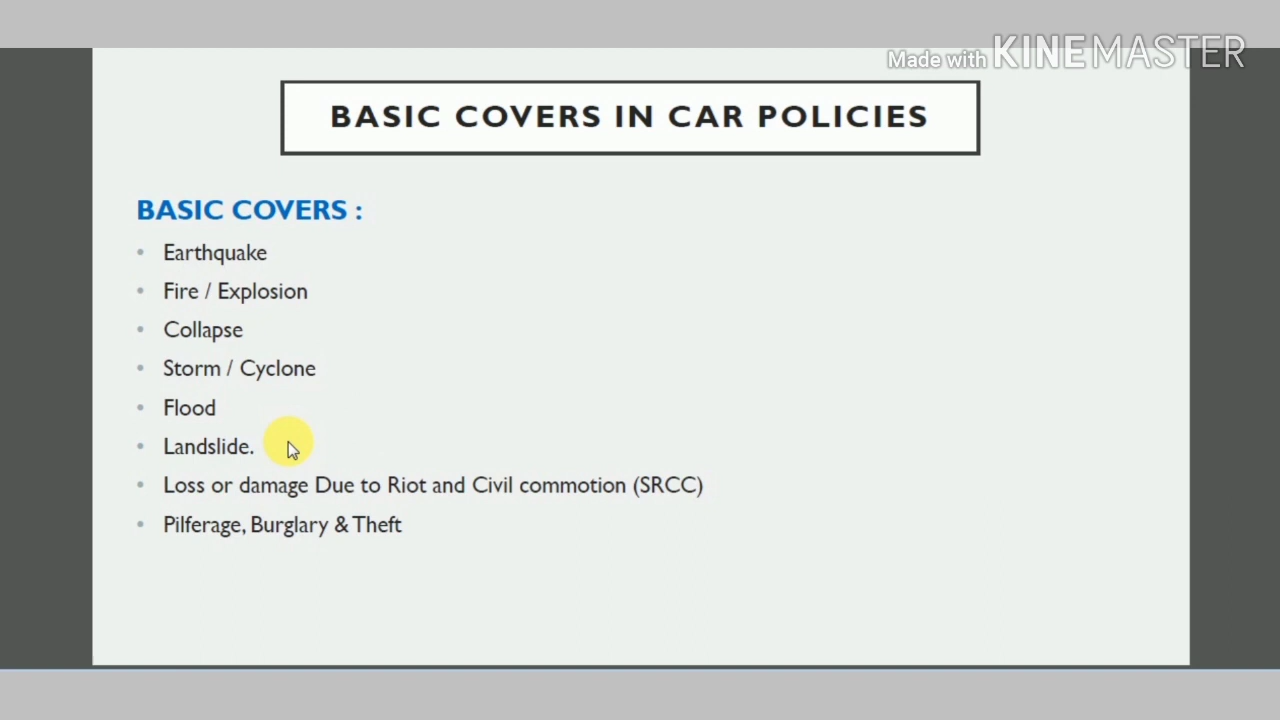 Made with KINEMASTER
BASIC COVERS IN CAR POLICIES
BASIC COVERS :
• Earthquake
• Fire / Explosion
• Collapse
• Storm / Cyclone
• Flood
• Landslide.
• Loss or damage Due to Riot and Civil commotion (SRCC)
• Pilferage, Burglary & Theft